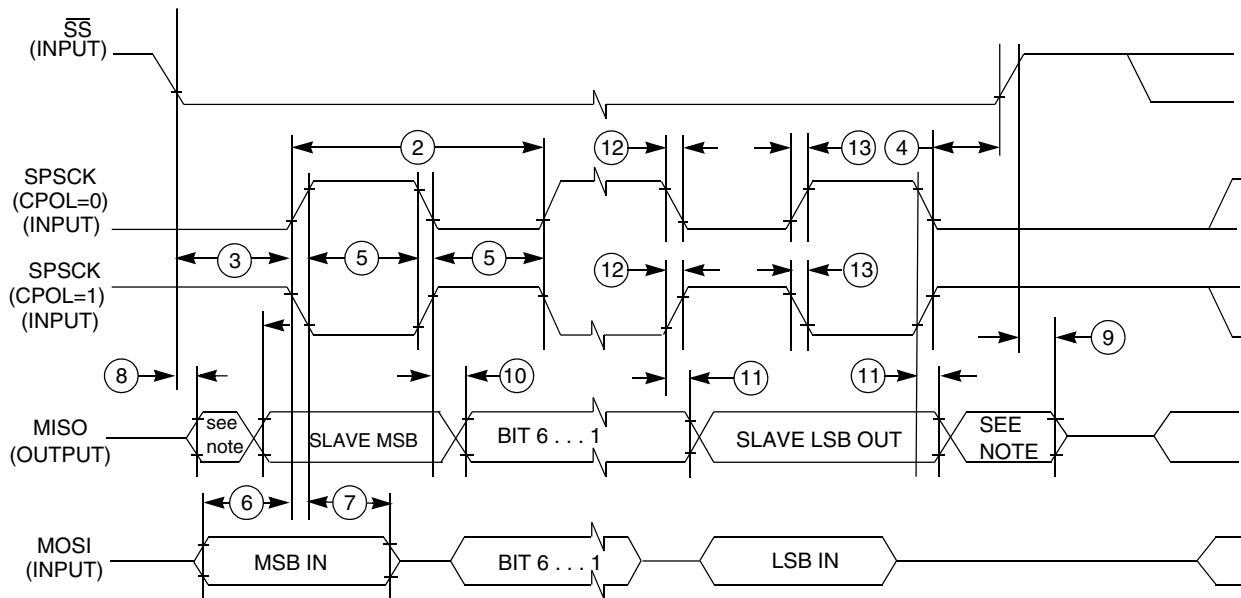 SS
(INPUT)
2
12
13
4
SPSCK
(CPOL=0)
(INPUT)
3
5
5
SPSCK
(CPOL=1)
(INPUT)
12
13
9
8
10
11
11
MISO
(OUTPUT)
see
note
SLAVE MSB
BIT 6 . . . 1
SLAVE LSB OUT
SEE
NOTE
6
7
MOSI
(INPUT)
MSB IN
BIT 6 . . . 1
LSB IN